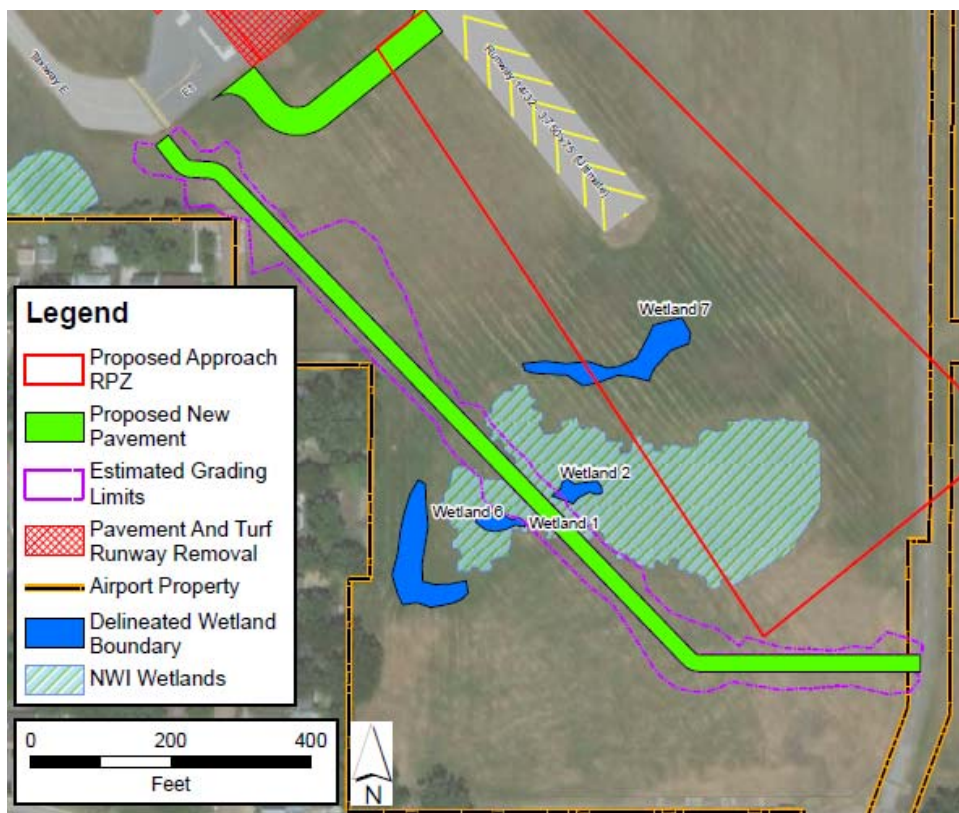 Taxiway E
E3
Runway 14/32 - 3,750'x75' (Ultimate)
Wetland 7
Wetland 2
Wetland 6
Wetland 1
Legend
Proposed Approach
RPZ
Proposed New
Pavement
Estimated Grading
Limits
Pavement And Turf
Runway Removal
Airport Property
Delineated Wetland
Boundary
NWI Wetlands
0 200 400
Feet
N